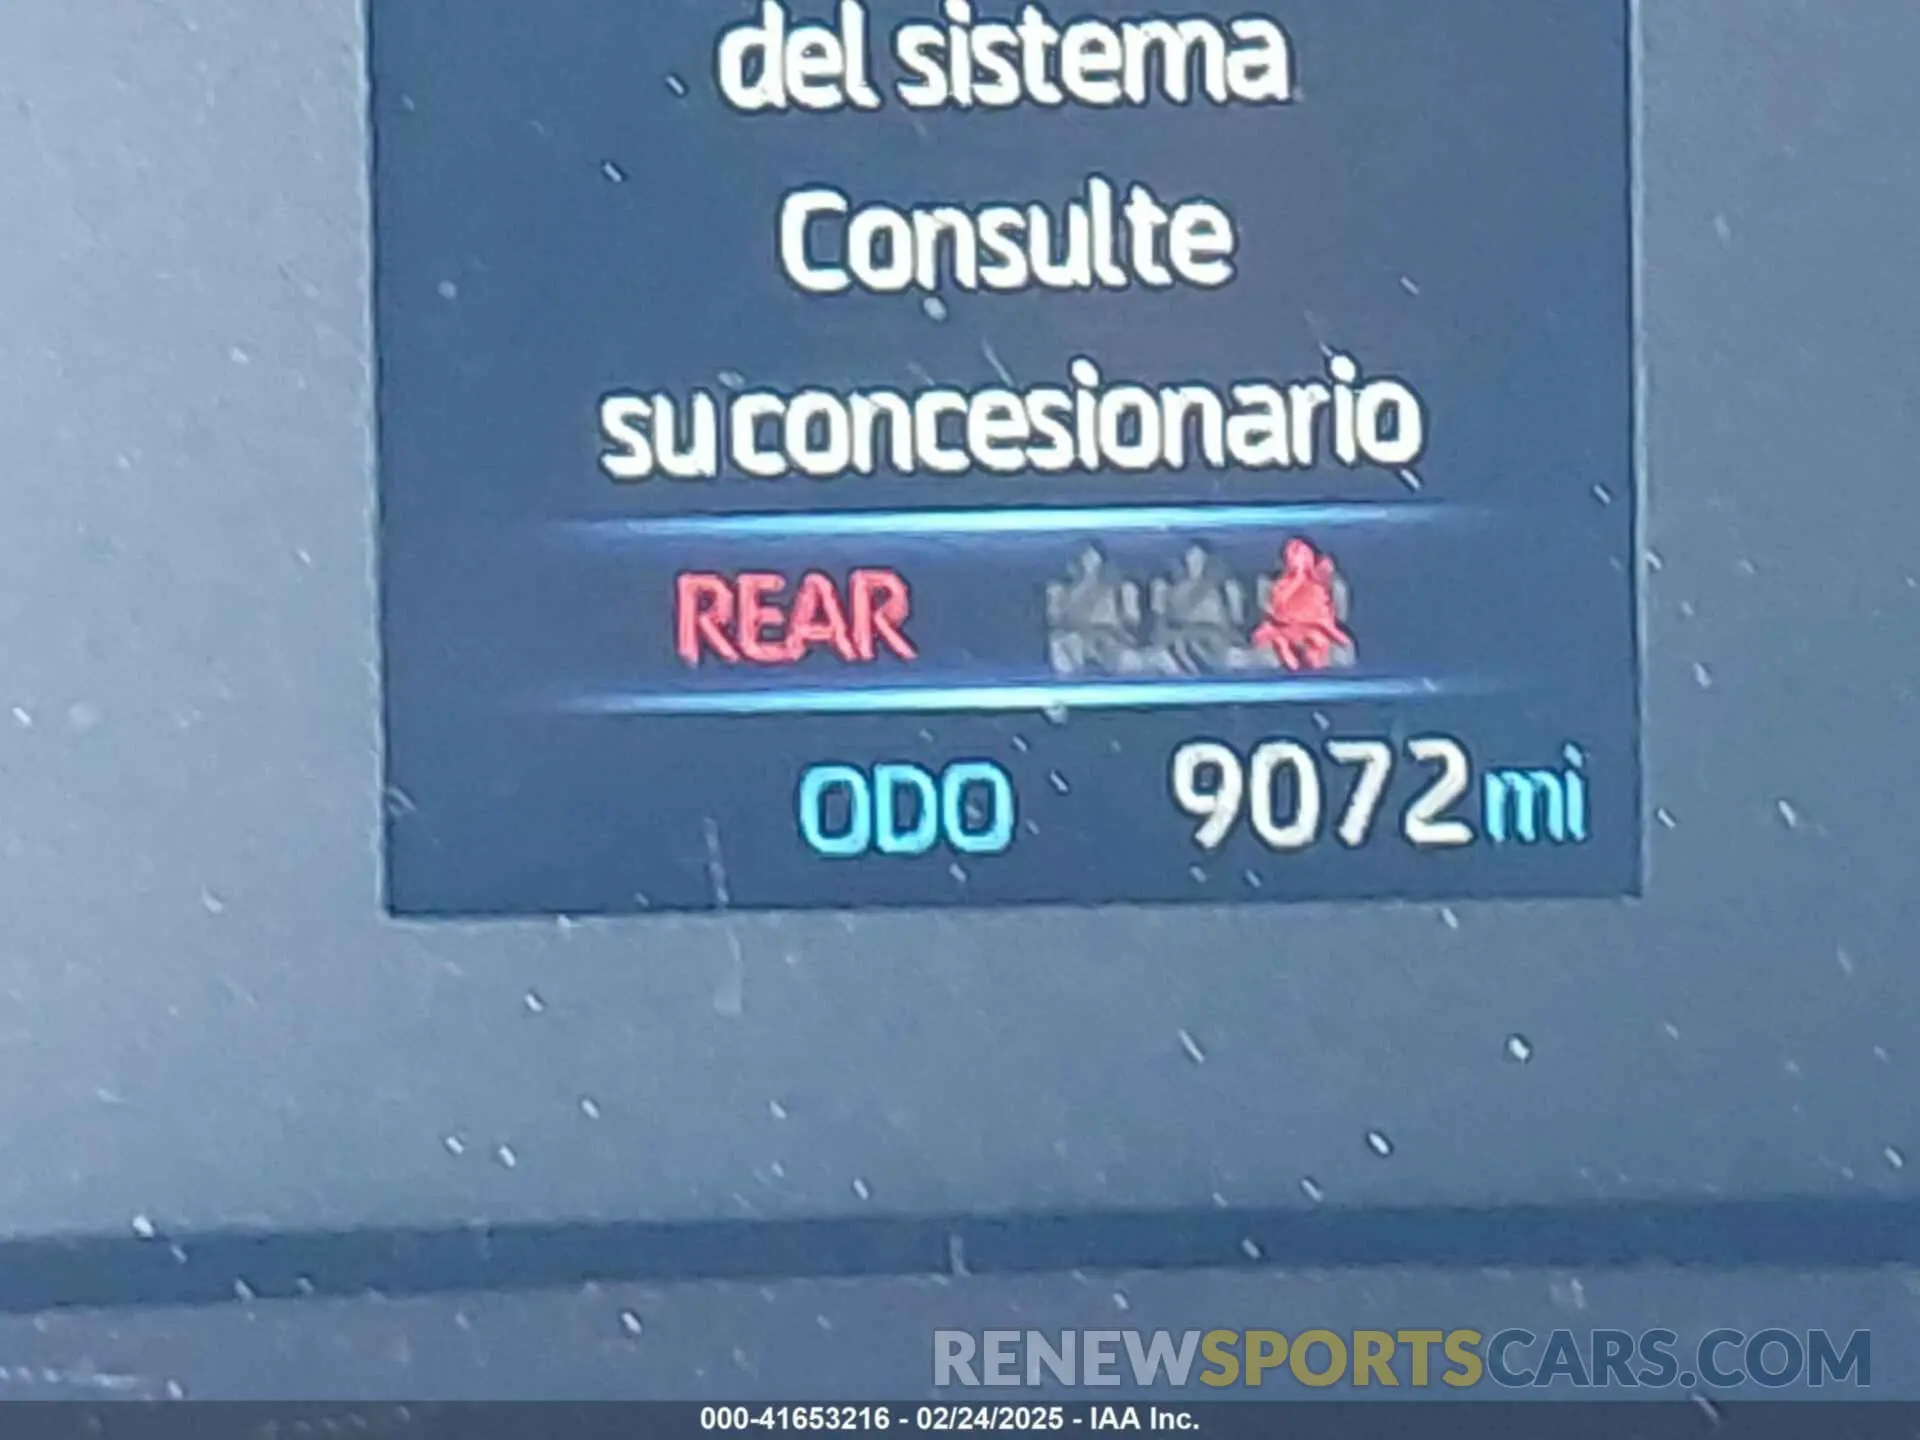 del sistema
Consulte
su concesionario
REAR
ODO 9072 mi
RENEWSPORTSCARS.COM
000-41653216 - 02/24/2025 - IAA Inc.